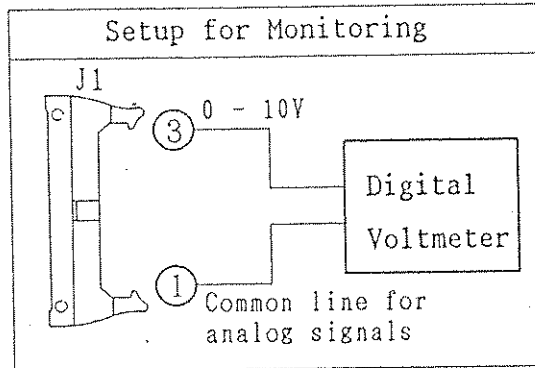 Setup for Monitoring
J1
3
0 - 10V
Digital
Voltmeter
1
Common line for
analog signals